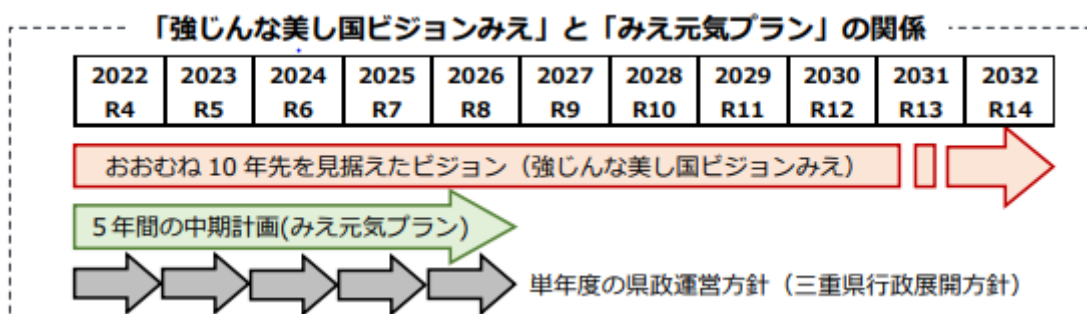 「強じんな美し国ビジョンみえ」と「みえ元気プラン」の関係
2022 2023 2024 2025 2026 2027 2028 2029 2030 2031 2032
R4 R5 R6 R7 R8 R9 R10 R11 R12 R13 R14
おおむね 10 年先を見据えたビジョン（強じんな美し国ビジョンみえ）
５年間の中期計画(みえ元気プラン)
単年度の県政運営方針（三重県行政展開方針）